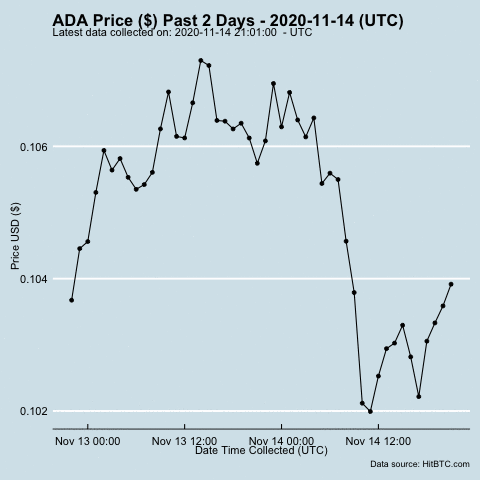 ADA Price ($) Past 2 Days - 2020-11-14 (UTC)
Latest data collected on: 2020-11-14 21:01:00 - UTC
0.106
0.104
0.102
Price USD ($)
Nov 13 00:00 Nov 13 12:00 Nov 14 00:00 Nov 14 12:00
Date Time Collected (UTC)
Data source: HitBTC.com